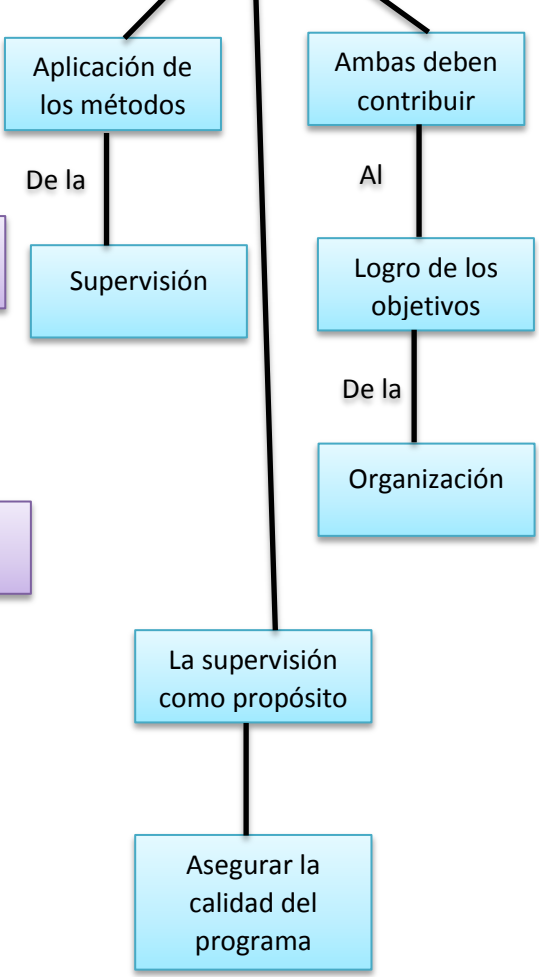 Aplicación de
los métodos
De la
Supervisión
Ambas deben
contribuir
Al
Logro de los
objetivos
De la
Organización
La supervisión
como propósito
Asegurar la
calidad del
programa